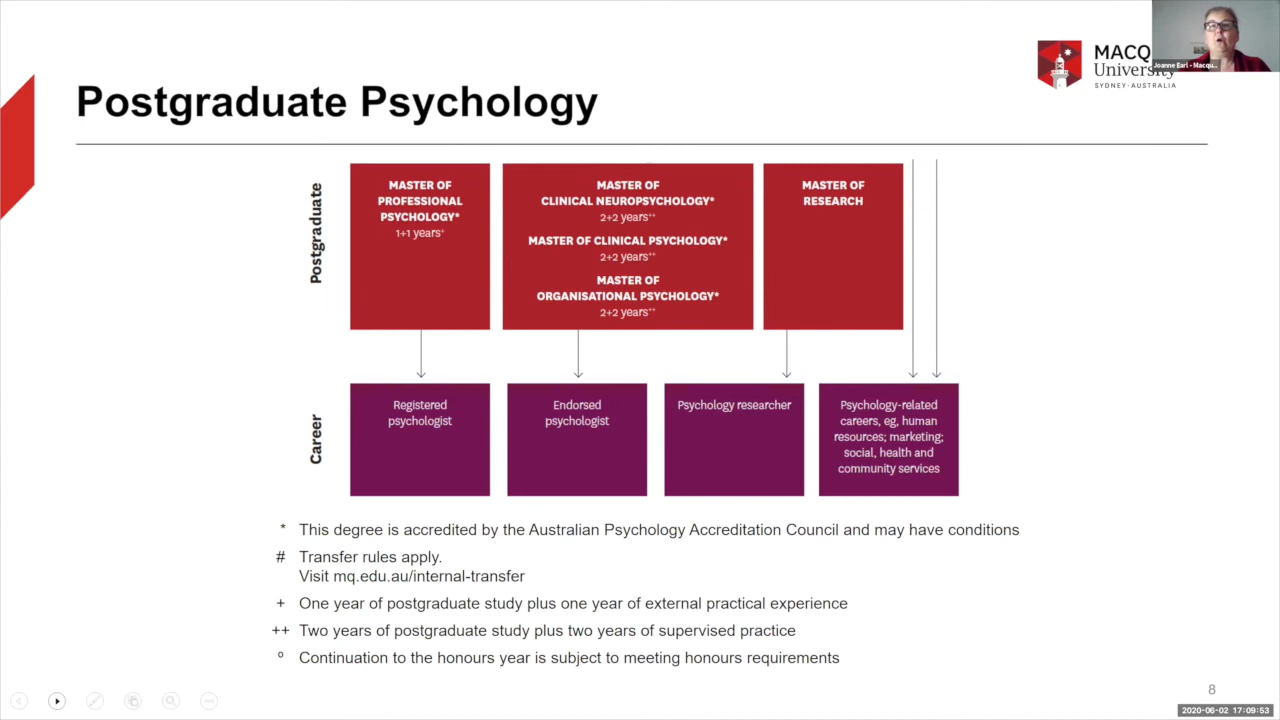 MACQ
University
SYDNEY·AUSTRALIA
Joanne Earl - Macqu...
Postgraduate Psychology
Postgraduate
MASTER OF
PROFESSIONAL
PSYCHOLOGY*
1+1 years+
MASTER OF
CLINICAL NEUROPSYCHOLOGY*
2+2 years++
MASTER OF CLINICAL PSYCHOLOGY*
2+2 years++
MASTER OF
ORGANISATIONAL PSYCHOLOGY*
2+2 years++
MASTER OF
RESEARCH
Career
Registered
psychologist
Endorsed
psychologist
Psychology researcher
Psychology-related
careers, eg, human
resources; marketing;
social, health and
community services
* This degree is accredited by the Australian Psychology Accreditation Council and may have conditions
# Transfer rules apply.
Visit mq.edu.au/internal-transfer
+ One year of postgraduate study plus one year of external practical experience
++ Two years of postgraduate study plus two years of supervised practice
º Continuation to the honours year is subject to meeting honours requirements
8
2020-06-02 17:09:53